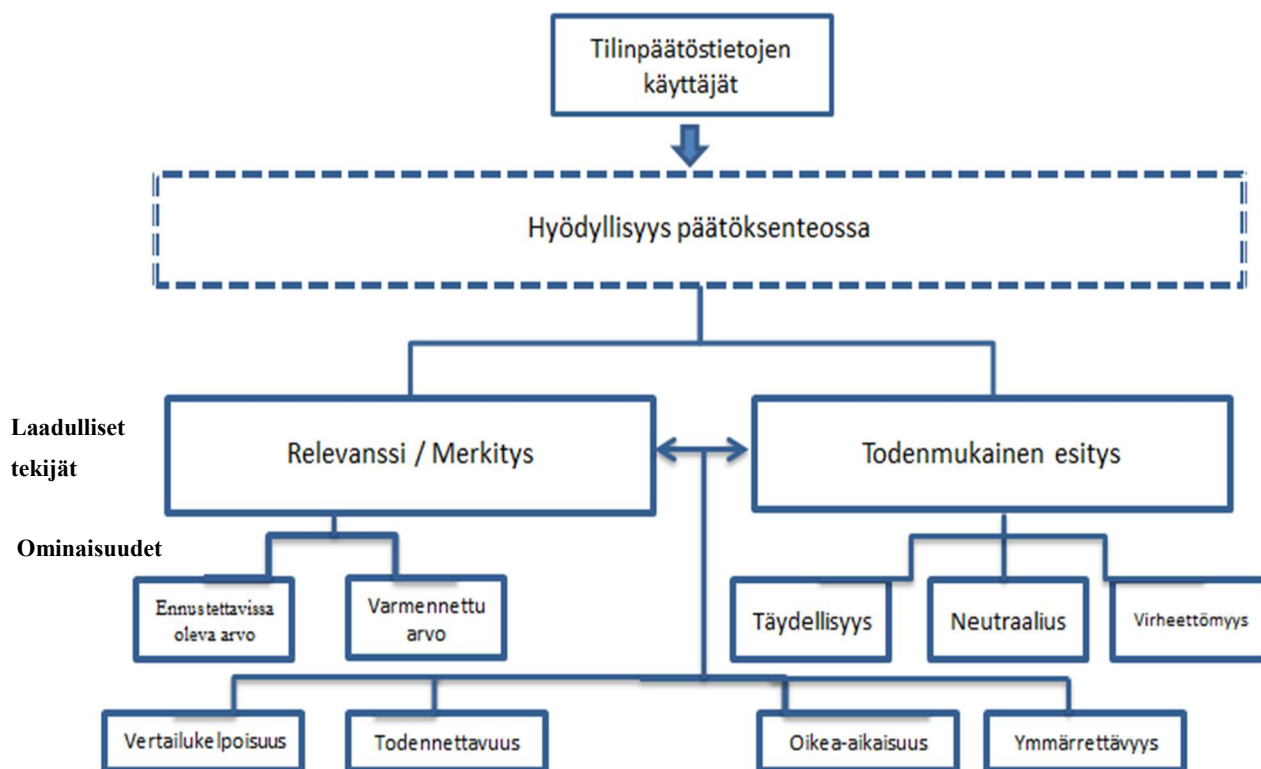 Tilinpäätöstietojen
käyttäjät
Hyödyllisyys päätöksenteossa
Laadulliset
tekijät
Relevanssi / Merkitys
Todenmukainen esitys
Ominaisuudet
Ennustettavissa
oleva arvo
Varmennettu
arvo
Täydellisyys
Neutraalius
Virheettömyys
Vertailukelpoisuus
Todennettavuus
Oikea-aikaisuus
Ymmärrettävyys